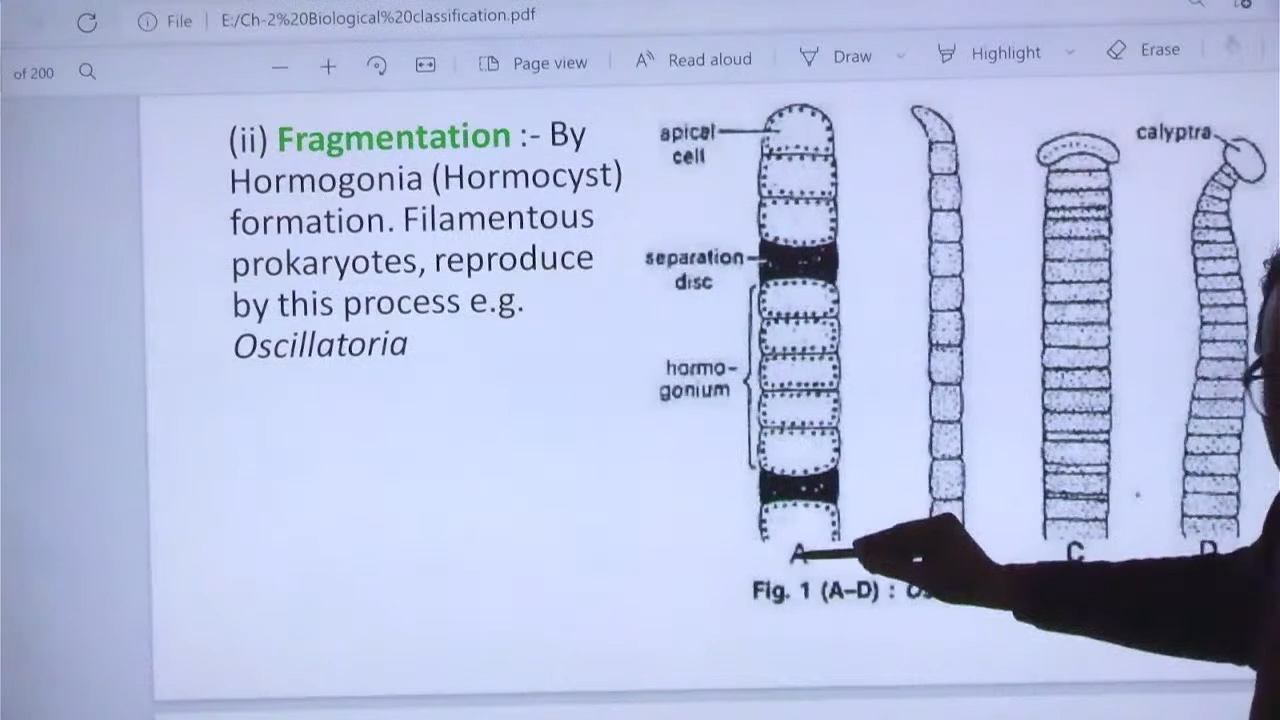 File | E:/Ch-2%20Biological%20classification.pdf
of 200
Page view
Read aloud
Draw
Highlight
Erase
(ii) Fragmentation :- By
Hormogonia (Hormocyst)
formation. Filamentous
prokaryotes, reproduce
by this process e.g.
Oscillatoria
apical
cell
separation
disc
hormo-
gonium
calyptra
A
C
D
Fig. 1 (A–D) :